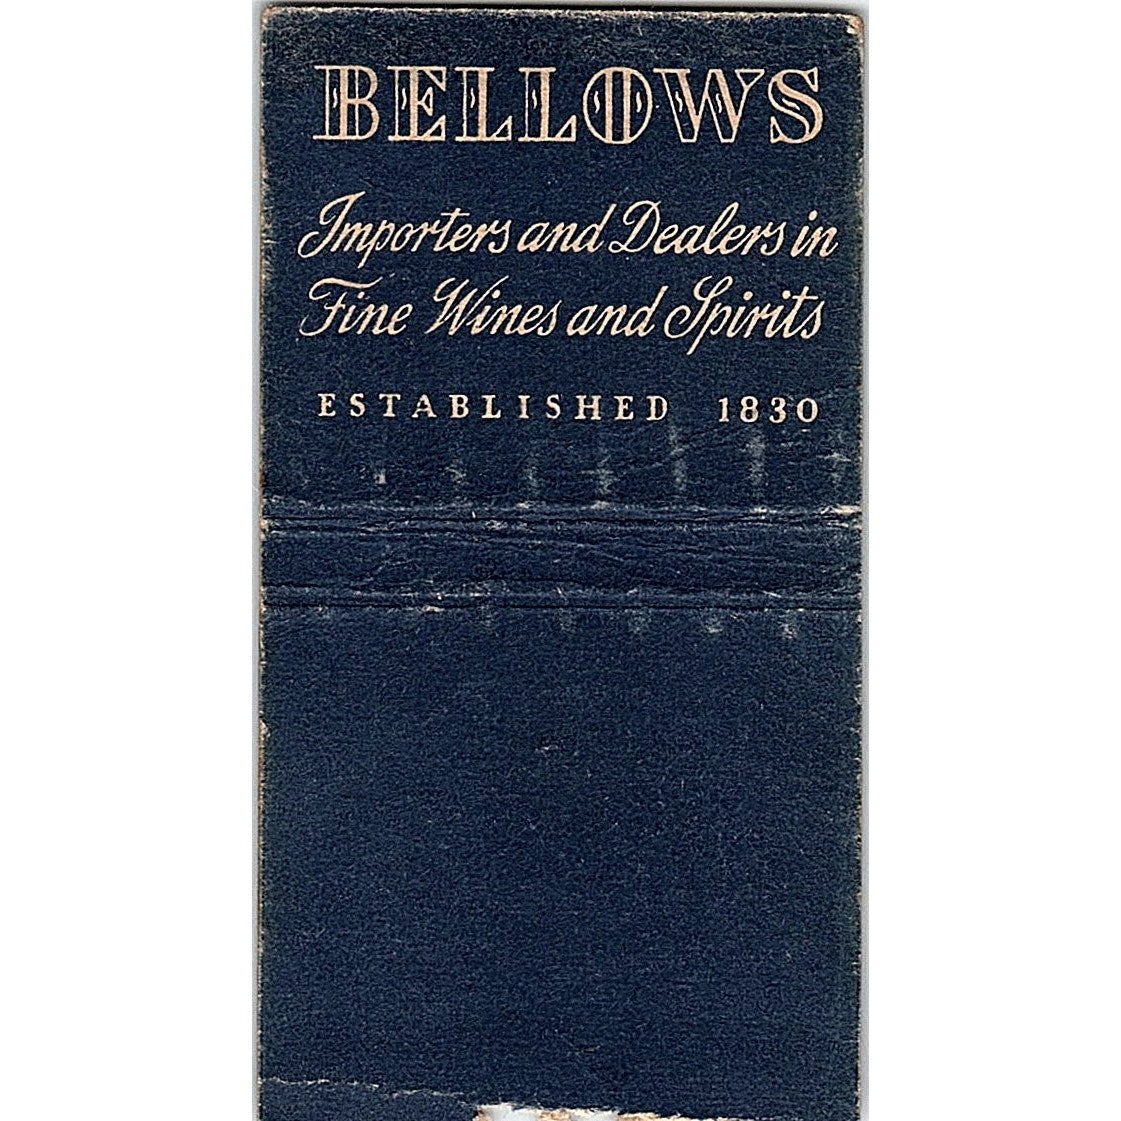 BELLOWS
Importers and Dealers in
Fine Wines and Spirits
ESTABLISHED 1830